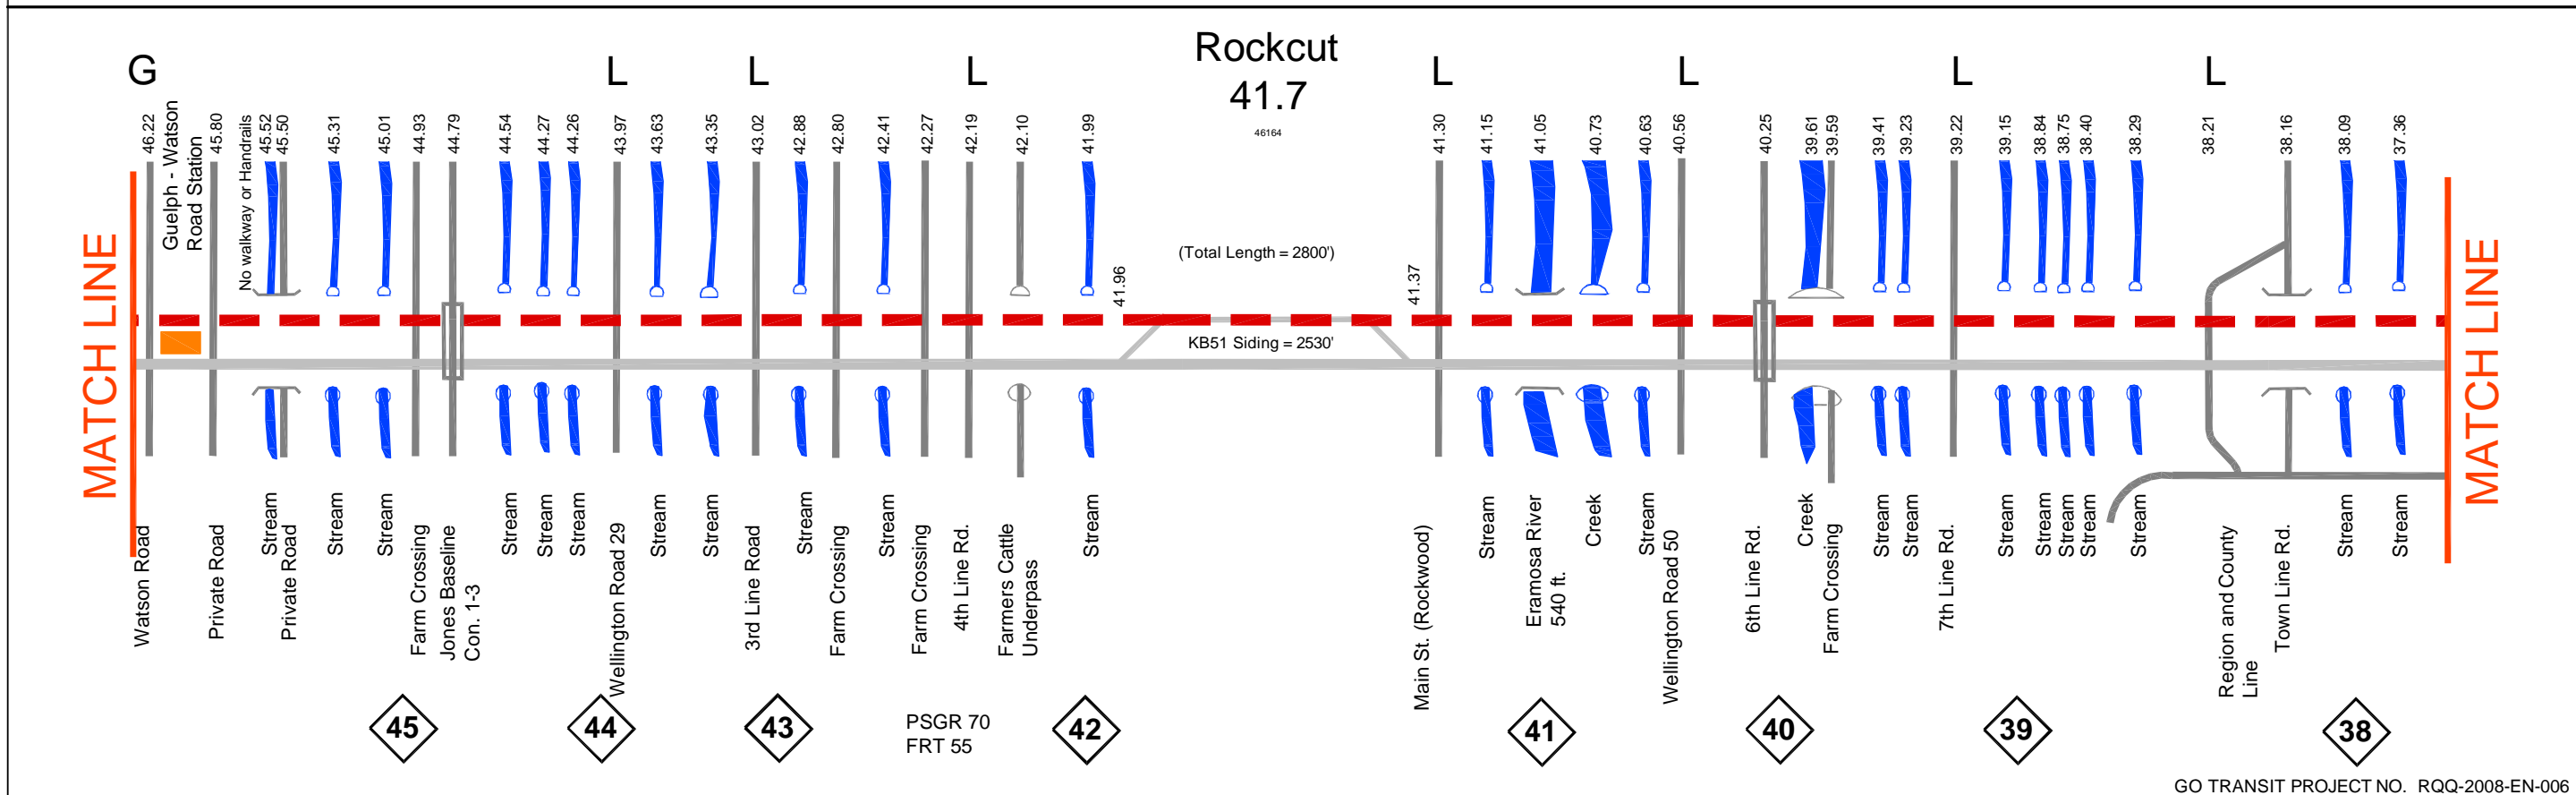 Rockcut
41.7
46164
G
L
L
L
L
L
L
L
46.22
Guelph - Watson
Road Station
45.80
No walkway or Handrails
45.52
45.50
45.31
45.01
44.93
44.79
44.54
44.27
44.26
43.97
43.63
43.35
43.02
42.88
42.80
42.41
42.27
42.19
42.10
41.99
41.96
(Total Length = 2800')
KB51 Siding = 2530'
41.37
41.30
41.15
41.05
40.73
40.63
40.56
40.25
39.61
39.59
39.41
39.23
39.22
39.15
38.84
38.75
38.40
38.29
38.21
38.16
38.09
37.36
MATCH LINE
MATCH LINE
Watson Road
Private Road
Stream
Private Road
Stream
Stream
Farm Crossing
Jones Baseline
Con. 1-3
Stream
Stream
Stream
Wellington Road 29
Stream
Stream
3rd Line Road
Stream
Farm Crossing
Stream
Farm Crossing
4th Line Rd.
Farmers Cattle
Underpass
Stream
Main St. (Rockwood)
Stream
Eramosa River
540 ft.
Creek
Stream
Wellington Road 50
6th Line Rd.
Creek
Farm Crossing
Stream
Stream
7th Line Rd.
Stream
Stream
Stream
Stream
Stream
Region and County
Line
Town Line Rd.
Stream
Stream
45
44
43
PSGR 70
FRT 55
42
41
40
39
38
GO TRANSIT PROJECT NO. RQQ-2008-EN-006